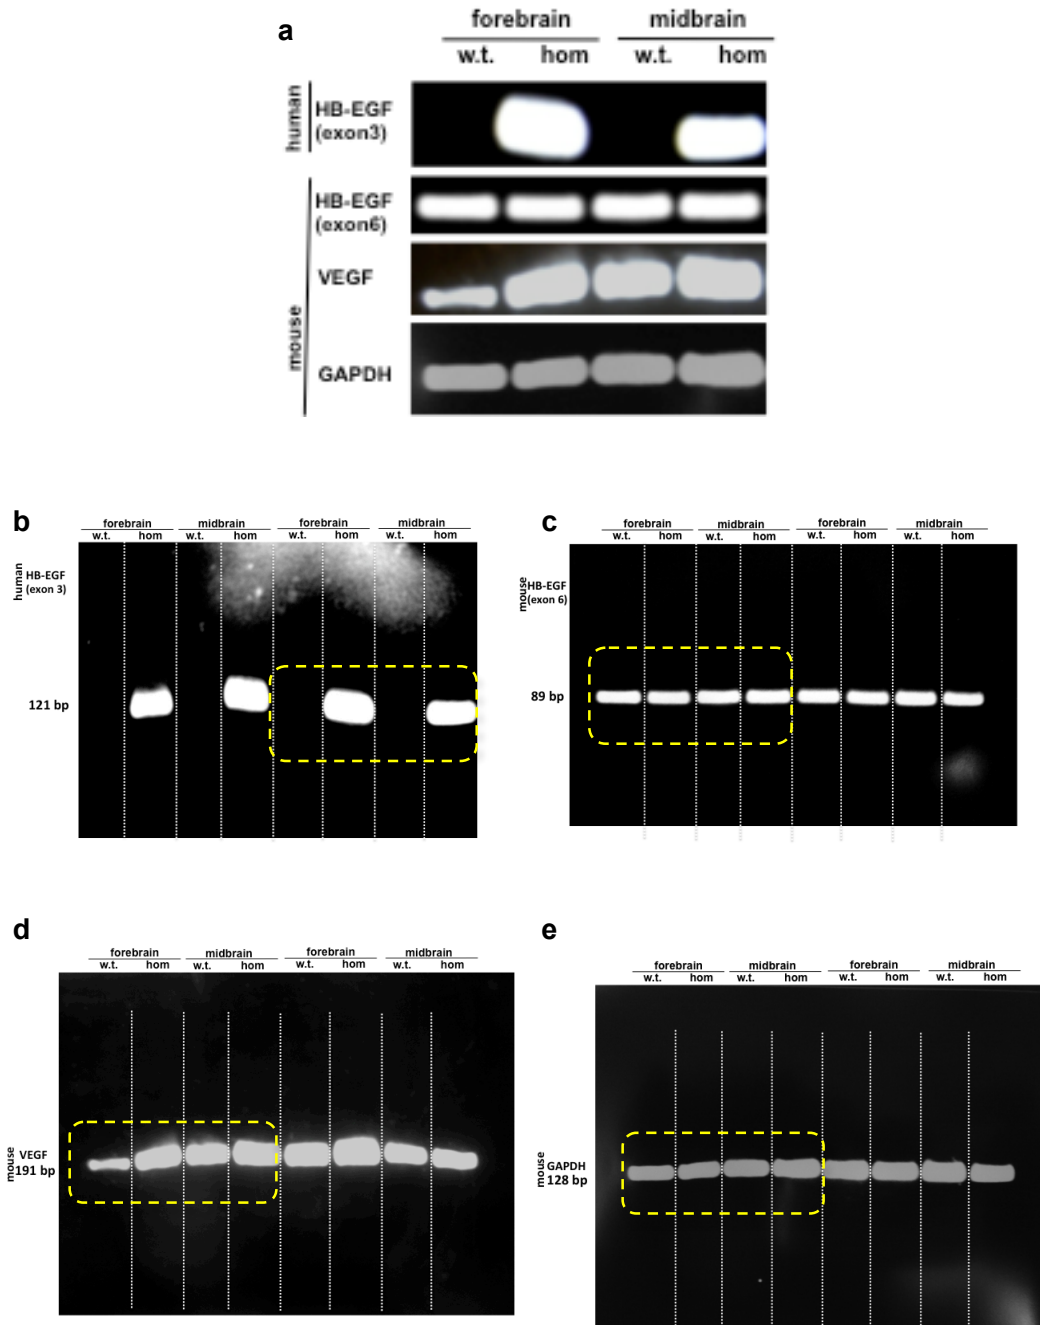 a
forebrain midbrain
w.t. hom w.t. hom
human
HB-EGF
(exon3)
mouse
HB-EGF
(exon6)
VEGF
GAPDH
b
forebrain midbrain forebrain midbrain
w.t. hom w.t. hom w.t. hom w.t. hom
human
HB-EGF
(exon 3)
121 bp
c
forebrain midbrain forebrain midbrain
w.t. hom w.t. hom w.t. hom w.t. hom
mouse
HB-EGF
(exon 6)
89 bp
d
forebrain midbrain forebrain midbrain
w.t. hom w.t. hom w.t. hom w.t. hom
mouse
VEGF
191 bp
e
forebrain midbrain forebrain midbrain
w.t. hom w.t. hom w.t. hom w.t. hom
mouse
GAPDH
128 bp